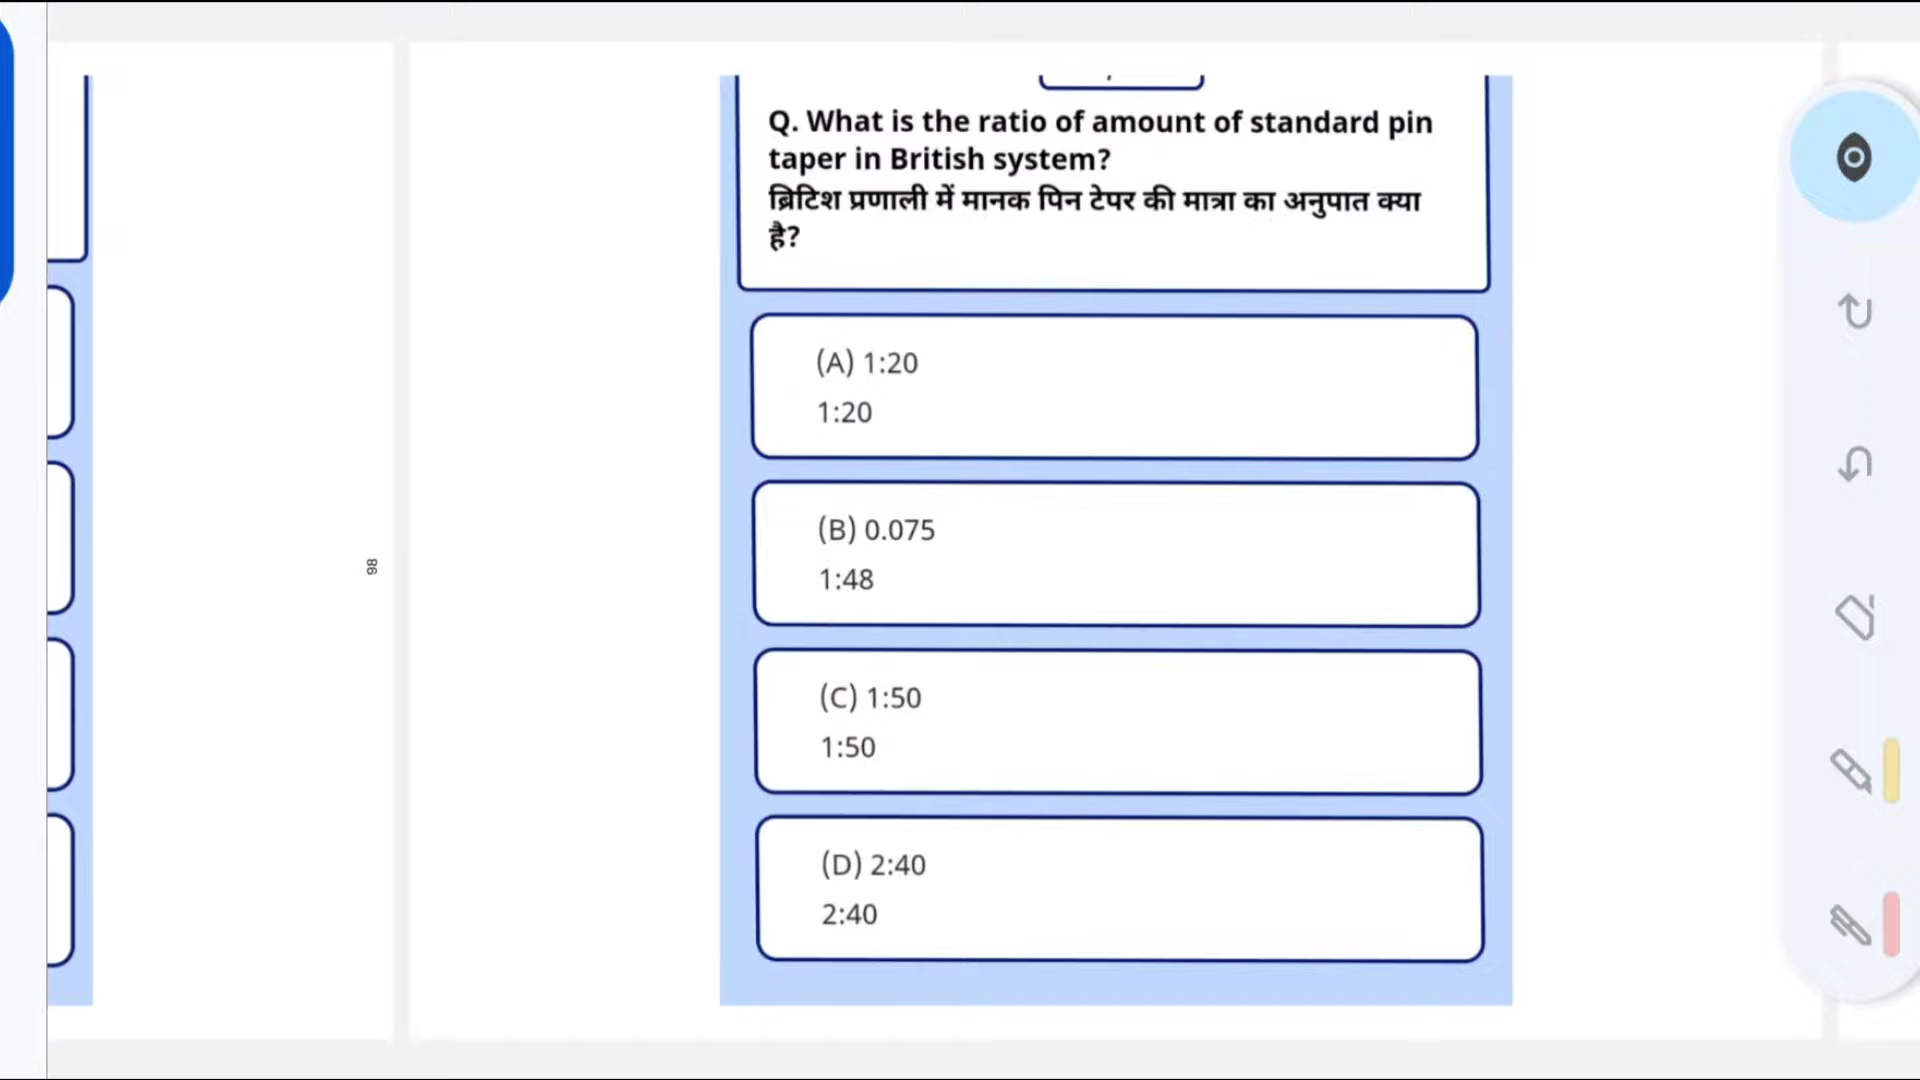 Q. What is the ratio of amount of standard pin
taper in British system?
ब्रिटिश प्रणाली में मानक पिन टेपर की मात्रा का अनुपात क्या
है?
(A) 1:20
1:20
(B) 0.075
1:48
(C) 1:50
1:50
(D) 2:40
2:40
98